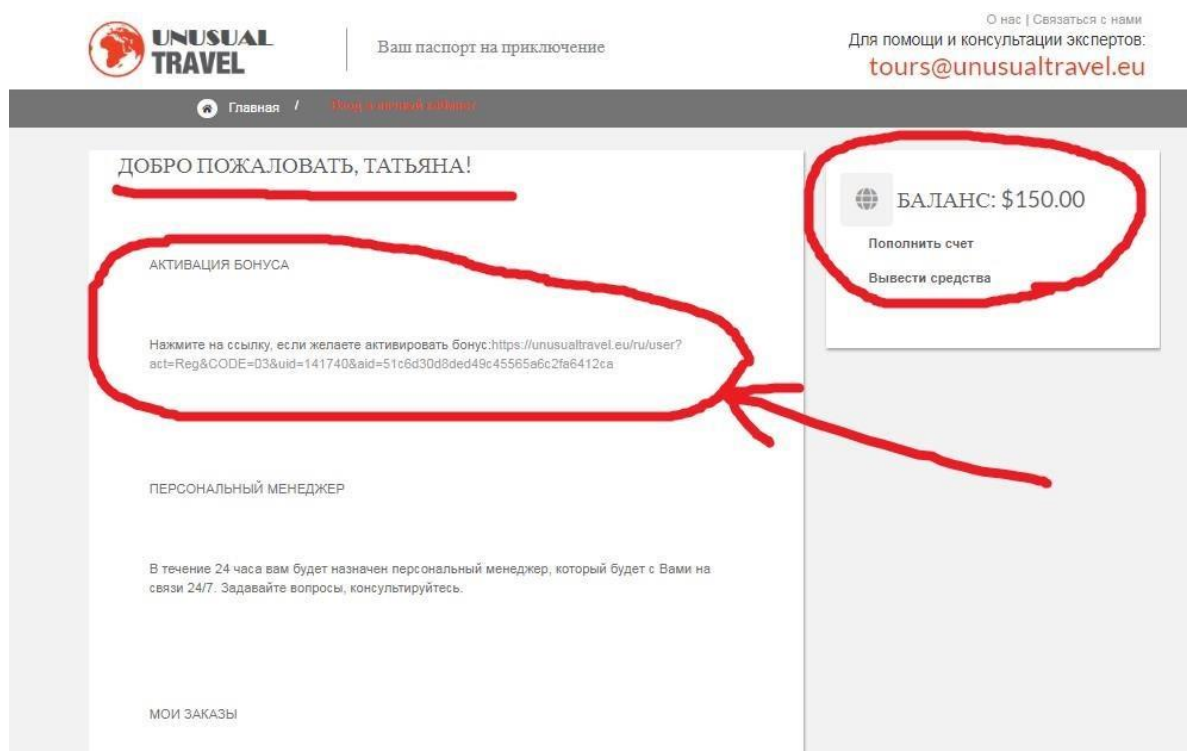 UNUSUAL
TRAVEL
Ваш паспорт на приключение
О нас | Связаться с нами
Для помощи и консультации экспертов:
tours@unusualtravel.eu
Главная /
Вход в личный кабинет
ДОБРО ПОЖАЛОВАТЬ, ТАТЬЯНА!
БАЛАНС: $150.00
Пополнить счет
Вывести средства
АКТИВАЦИЯ БОНУСА
Нажмите на ссылку, если желаете активировать бонус:https://unusualtravel.eu/ru/user?
act=Reg&CODE=03&uid=141740&aid=51c6d30d8ded49c45565a6c2fa6412ca
ПЕРСОНАЛЬНЫЙ МЕНЕДЖЕР
В течение 24 часа вам будет назначен персональный менеджер, который будет с Вами на
связи 24/7. Задавайте вопросы, консультируйтесь.
МОИ ЗАКАЗЫ